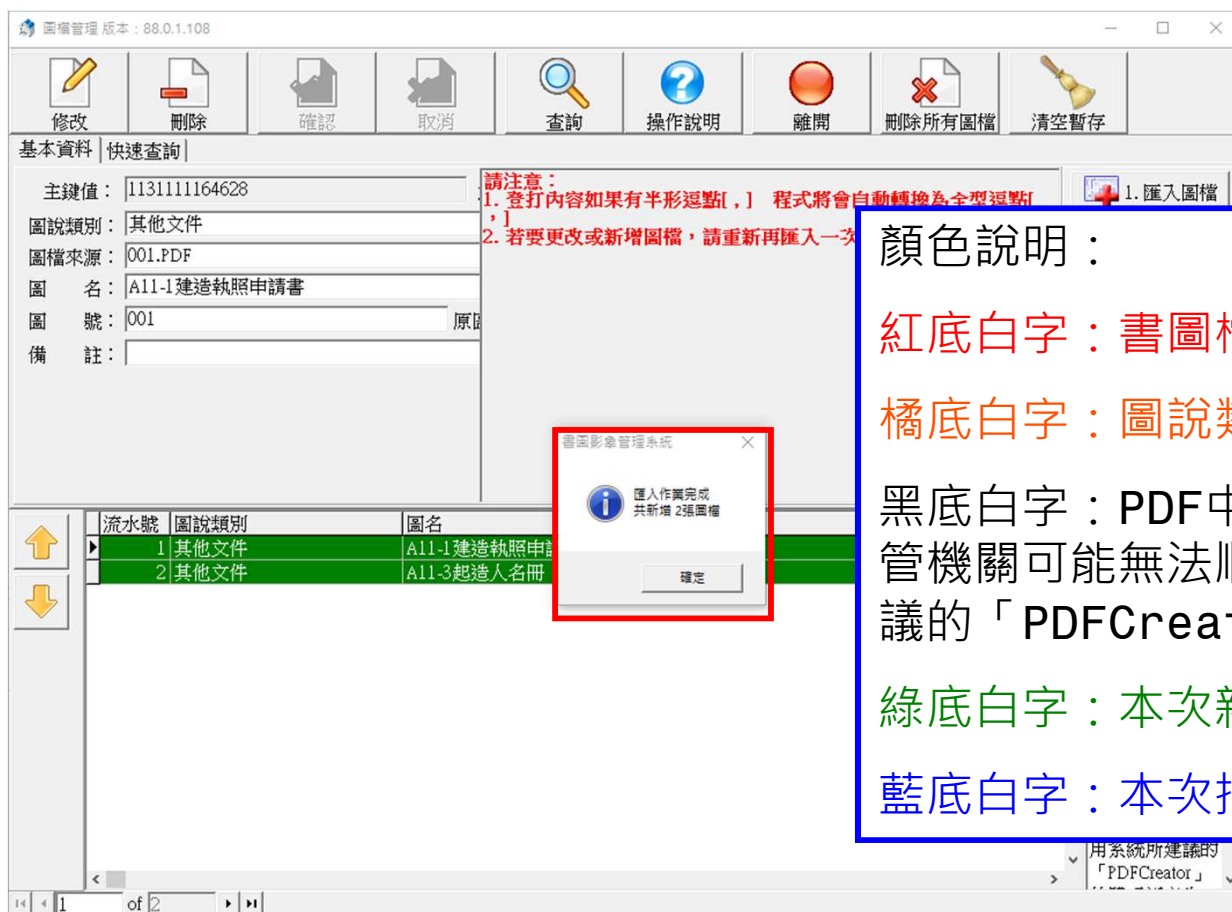 圖檔管理 版本：88.0.1.108
修改 刪除 確認 取消 查詢 操作說明 離開 刪除所有圖檔 清空暫存
基本資料 快速查詢
主鍵值： 1131111164628
圖說類別： 其他文件
圖檔來源： 001.PDF
圖 名： A11-1建造執照申請書
圖 號： 001 原
備 註：
請注意：
1. 登打內容如果有半形逗點[,] 程式將會自動轉換為全型逗點[
，]
2. 若要更改或新增圖檔，請重新再匯入一次
1. 匯入圖檔
顏色說明：
紅底白字：書圖
橘底白字：圖說
黑底白字：PDF
管機關可能無法
議的「PDFCrea
綠底白字：本次
藍底白字：本次
書圖影像管理系統
匯入作業完成
共新增 2張圖檔
確定
流水號 圖說類別 圖名
1 其他文件 A11-1建造執照申
2 其他文件 A11-3起造人名冊
用系統所建議的
「PDFCreator」
1 of 2